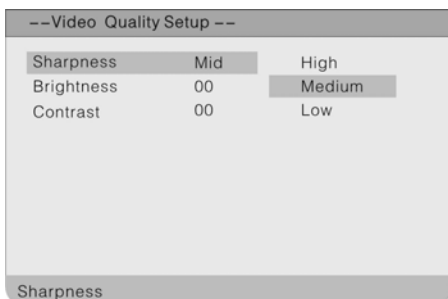 --Video Quality Setup --
Sharpness Mid High
Brightness 00 Medium
Contrast 00 Low
Sharpness